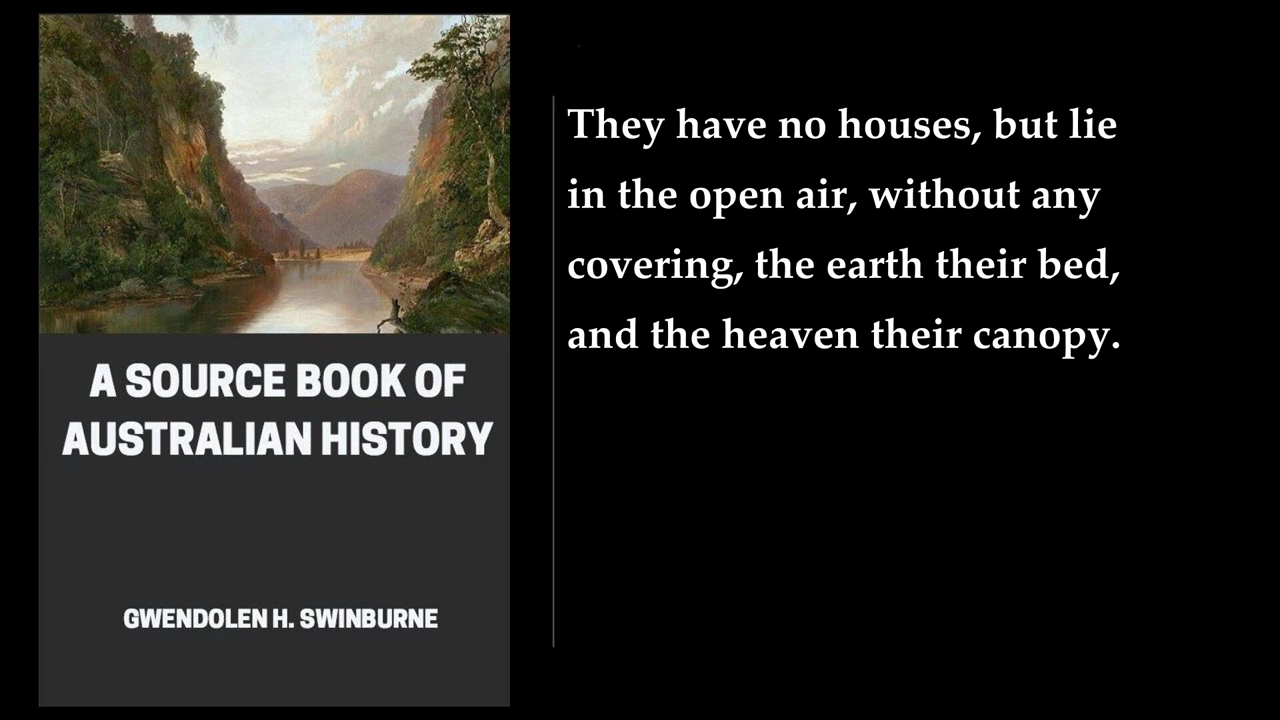 A SOURCE BOOK OF
AUSTRALIAN HISTORY
GWENDOLEN H. SWINBURNE
They have no houses, but lie
in the open air, without any
covering, the earth their bed,
and the heaven their canopy.